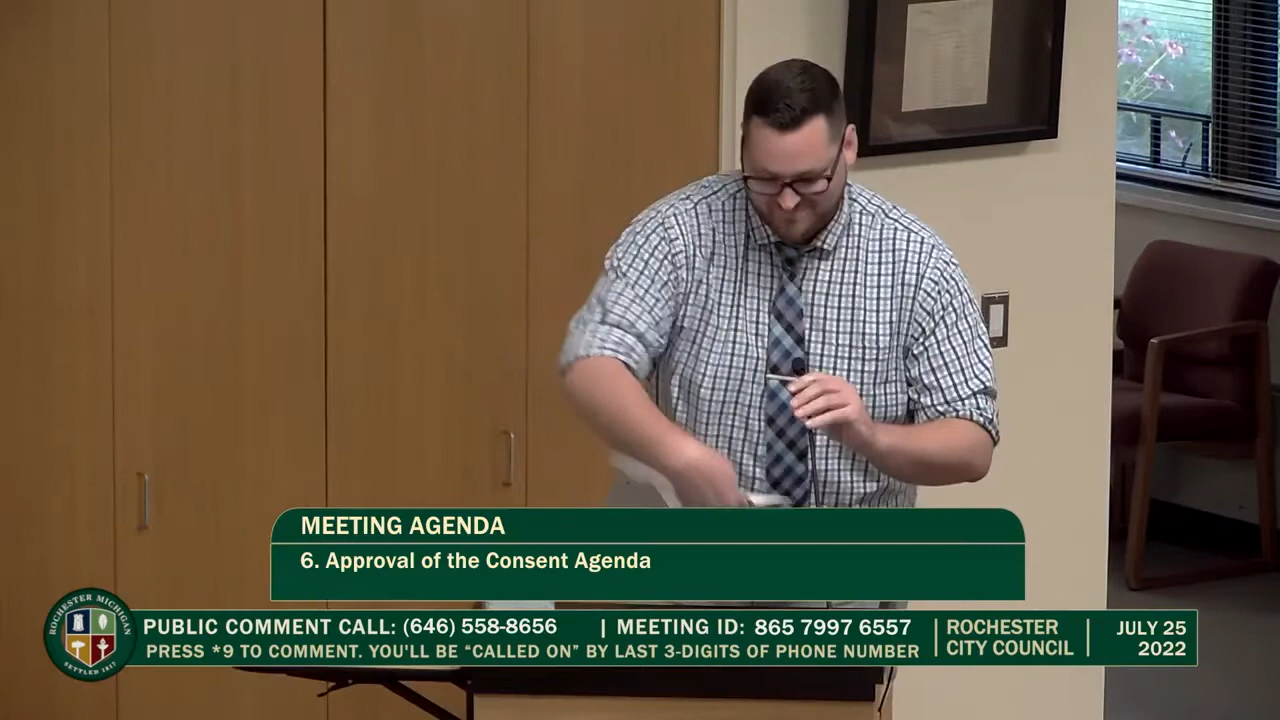 MEETING AGENDA
6. Approval of the Consent Agenda
ROCHESTER MICHIGAN
SETTLED 1817
PUBLIC COMMENT CALL: (646) 558-8656 | MEETING ID: 865 7997 6557
PRESS *9 TO COMMENT. YOU'LL BE “CALLED ON” BY LAST 3-DIGITS OF PHONE NUMBER
ROCHESTER
CITY COUNCIL
JULY 25
2022